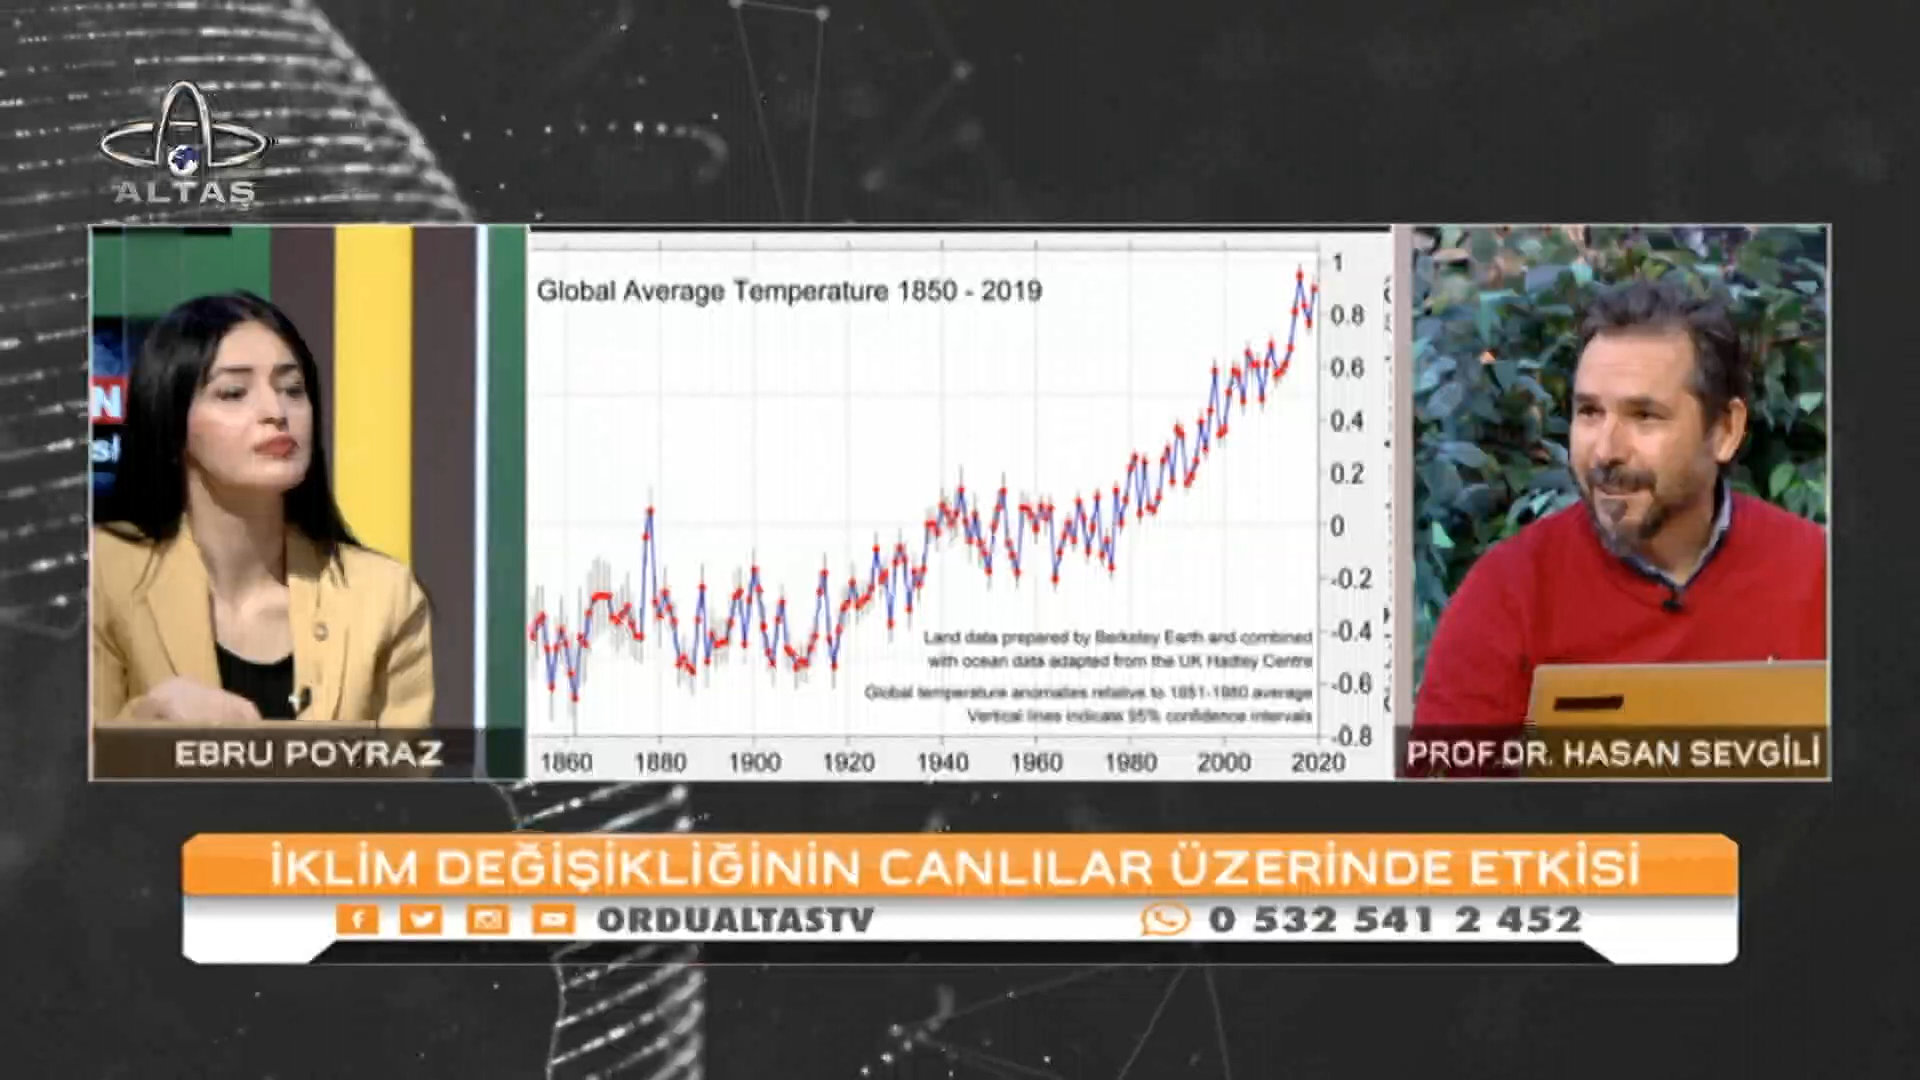 ALTAŞ
N
si
Global Average Temperature 1850 - 2019
1
0.8
0.6
0.4
0.2
0
-0.2
-0.4
-0.6
-0.8
Land data prepared by Berkeley Earth and combined
with ocean data adapted from the UK Hadley Centre
Global temperature anomalies relative to 1951-1980 average
Vertical lines indicate 95% confidence intervals
1860 1880 1900 1920 1940 1960 1980 2000 2020
EBRU POYRAZ
PROF.DR. HASAN SEVGİLİ
İKLİM DEĞİŞİKLİĞİNİN CANLILAR ÜZERİNDE ETKİSİ
ORDUALTASTV
0 532 541 2 452